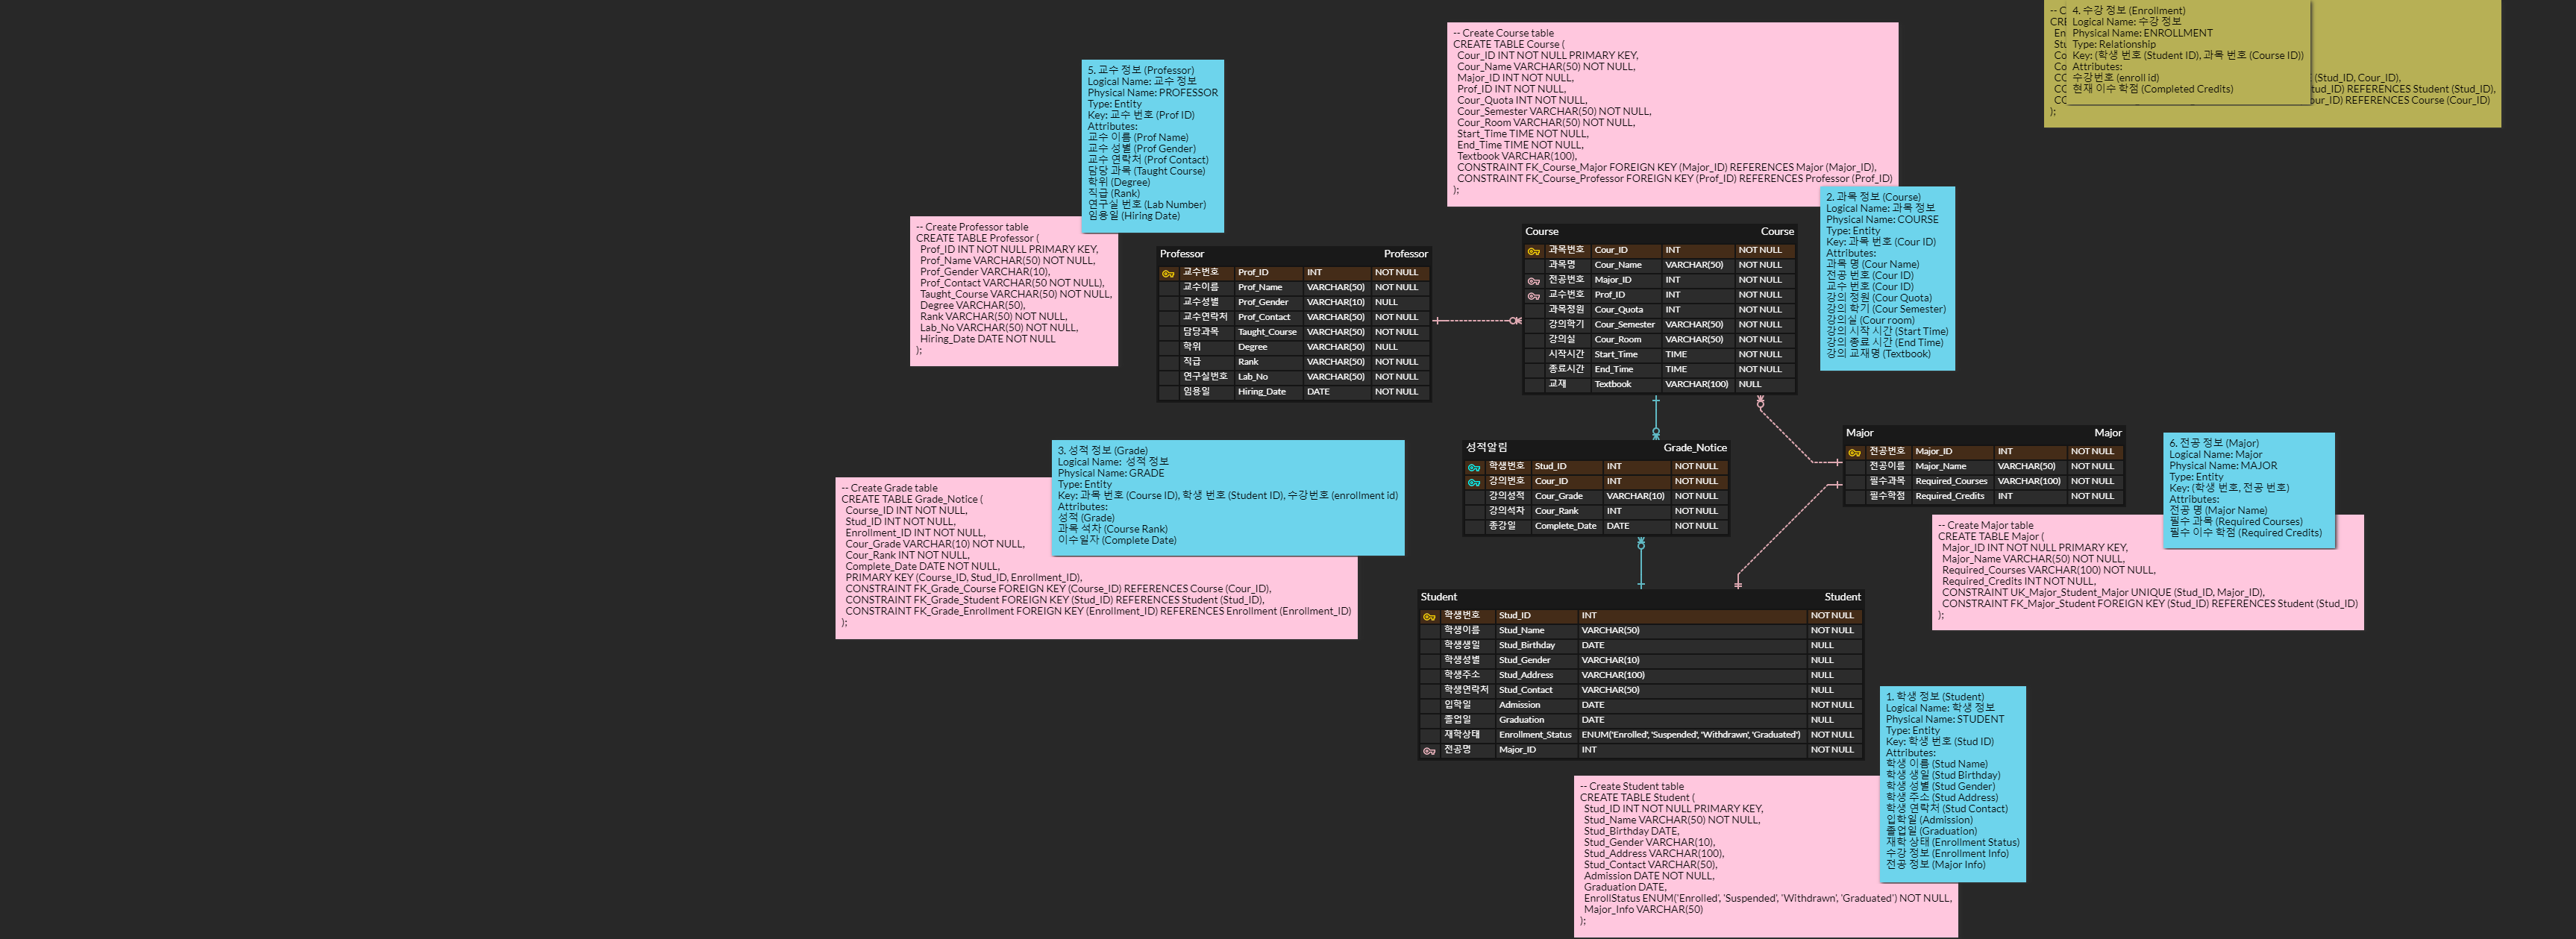 -- Create Course table
CREATE TABLE Course (
Cour_ID INT NOT NULL PRIMARY KEY,
Cour_Name VARCHAR(50) NOT NULL,
Major_ID INT NOT NULL,
Prof_ID INT NOT NULL,
Cour_Quota INT NOT NULL,
Cour_Semester VARCHAR(50) NOT NULL,
Cour_Room VARCHAR(50) NOT NULL,
Start_Time TIME NOT NULL,
End_Time TIME NOT NULL,
Textbook VARCHAR(100),
CONSTRAINT FK_Course_Major FOREIGN KEY (Major_ID) REFERENCES Major (Major_ID),
CONSTRAINT FK_Course_Professor FOREIGN KEY (Prof_ID) REFERENCES Professor (Prof_ID)
);
4. 수강 정보 (Enrollment)
Logical Name: 수강 정보
Physical Name: ENROLLMENT
Type: Relationship
Key: (학생 번호 (Student ID), 과목 번호 (Course ID))
Attributes:
수강번호 (enroll id)
현재 이수 학점 (Completed Credits)
(Stud_ID, Cour_ID),
REFERENCES Student (Stud_ID),
REFERENCES Course (Cour_ID)
);
5. 교수 정보 (Professor)
Logical Name: 교수 정보
Physical Name: PROFESSOR
Type: Entity
Key: 교수 번호 (Prof ID)
Attributes:
교수 이름 (Prof Name)
교수 성별 (Prof Gender)
교수 연락처 (Prof Contact)
담당 과목 (Taught Course)
학위 (Degree)
직급 (Rank)
연구실 번호 (Lab Number)
임용일 (Hiring Date)
-- Create Professor table
CREATE TABLE Professor (
Prof_ID INT NOT NULL PRIMARY KEY,
Prof_Name VARCHAR(50) NOT NULL,
Prof_Gender VARCHAR(10),
Prof_Contact VARCHAR(50 NOT NULL),
Taught_Course VARCHAR(50) NOT NULL,
Degree VARCHAR(50),
Rank VARCHAR(50) NOT NULL,
Lab_No VARCHAR(50) NOT NULL,
Hiring_Date DATE NOT NULL
);
Professor Professor
교수번호 Prof_ID INT NOT NULL
교수이름 Prof_Name VARCHAR(50) NOT NULL
교수성별 Prof_Gender VARCHAR(10) NULL
교수연락처 Prof_Contact VARCHAR(50) NOT NULL
담당과목 Taught_Course VARCHAR(50) NOT NULL
학위 Degree VARCHAR(50) NULL
직급 Rank VARCHAR(50) NOT NULL
연구실번호 Lab_No VARCHAR(50) NOT NULL
임용일 Hiring_Date DATE NOT NULL
Course Course
과목번호 Cour_ID INT NOT NULL
과목명 Cour_Name VARCHAR(50) NOT NULL
전공번호 Major_ID INT NOT NULL
교수번호 Prof_ID INT NOT NULL
과목정원 Cour_Quota INT NOT NULL
강의학기 Cour_Semester VARCHAR(50) NOT NULL
강의실 Cour_Room VARCHAR(50) NOT NULL
시작시간 Start_Time TIME NOT NULL
종료시간 End_Time TIME NOT NULL
교재 Textbook VARCHAR(100) NULL
2. 과목 정보 (Course)
Logical Name: 과목 정보
Physical Name: COURSE
Type: Entity
Key: 과목 번호 (Cour ID)
Attributes:
과목 명 (Cour Name)
전공 번호 (Cour ID)
교수 번호 (Cour ID)
강의 정원 (Cour Quota)
강의 학기 (Cour Semester)
강의실 (Cour room)
강의 시작 시간 (Start Time)
강의 종료 시간 (End Time)
강의 교재명 (Textbook)
3. 성적 정보 (Grade)
Logical Name: 성적 정보
Physical Name: GRADE
Type: Entity
Key: 과목 번호 (Course ID), 학생 번호 (Student ID), 수강번호 (enrollment id)
Attributes:
성적 (Grade)
과목 석차 (Course Rank)
이수일자 (Complete Date)
-- Create Grade table
CREATE TABLE Grade_Notice (
Course_ID INT NOT NULL,
Stud_ID INT NOT NULL,
Enrollment_ID INT NOT NULL,
Cour_Grade VARCHAR(10) NOT NULL,
Cour_Rank INT NOT NULL,
Complete_Date DATE NOT NULL,
PRIMARY KEY (Course_ID, Stud_ID, Enrollment_ID),
CONSTRAINT FK_Grade_Course FOREIGN KEY (Course_ID) REFERENCES Course (Cour_ID),
CONSTRAINT FK_Grade_Student FOREIGN KEY (Stud_ID) REFERENCES Student (Stud_ID),
CONSTRAINT FK_Grade_Enrollment FOREIGN KEY (Enrollment_ID) REFERENCES Enrollment (Enrollment_ID)
);
성적알림 Grade_Notice
학생번호 Stud_ID INT NOT NULL
강의번호 Cour_ID INT NOT NULL
강의성적 Cour_Grade VARCHAR(10) NOT NULL
강의석차 Cour_Rank INT NOT NULL
종강일 Complete_Date DATE NOT NULL
Major Major
전공번호 Major_ID INT NOT NULL
전공이름 Major_Name VARCHAR(50) NOT NULL
필수과목 Required_Courses VARCHAR(100) NOT NULL
필수학점 Required_Credits INT NOT NULL
6. 전공 정보 (Major)
Logical Name: Major
Physical Name: MAJOR
Type: Entity
Key: (학생 번호, 전공 번호)
Attributes:
전공 명 (Major Name)
필수 과목 (Required Courses)
필수 이수 학점 (Required Credits)
-- Create Major table
CREATE TABLE Major (
Major_ID INT NOT NULL PRIMARY KEY,
Major_Name VARCHAR(50) NOT NULL,
Required_Courses VARCHAR(100) NOT NULL,
Required_Credits INT NOT NULL,
CONSTRAINT UK_Major_Student_Major UNIQUE (Stud_ID, Major_ID),
CONSTRAINT FK_Major_Student FOREIGN KEY (Stud_ID) REFERENCES Student (Stud_ID)
);
Student Student
학생번호 Stud_ID INT NOT NULL
학생이름 Stud_Name VARCHAR(50) NOT NULL
학생생일 Stud_Birthday DATE NULL
학생성별 Stud_Gender VARCHAR(10) NULL
학생주소 Stud_Address VARCHAR(100) NULL
학생연락처 Stud_Contact VARCHAR(50) NULL
입학일 Admission DATE NOT NULL
졸업일 Graduation DATE NULL
재학상태 Enrollment_Status ENUM('Enrolled', 'Suspended', 'Withdrawn', 'Graduated') NOT NULL
전공명 Major_ID INT NOT NULL
1. 학생 정보 (Student)
Logical Name: 학생 정보
Physical Name: STUDENT
Type: Entity
Key: 학생 번호 (Stud ID)
Attributes:
학생 이름 (Stud Name)
학생 생일 (Stud Birthday)
학생 성별 (Stud Gender)
학생 주소 (Stud Address)
학생 연락처 (Stud Contact)
입학일 (Admission)
졸업일 (Graduation)
재학 상태 (Enrollment Status)
수강 정보 (Enrollment Info)
전공 정보 (Major Info)
-- Create Student table
CREATE TABLE Student (
Stud_ID INT NOT NULL PRIMARY KEY,
Stud_Name VARCHAR(50) NOT NULL,
Stud_Birthday DATE,
Stud_Gender VARCHAR(10),
Stud_Address VARCHAR(100),
Stud_Contact VARCHAR(50),
Admission DATE NOT NULL,
Graduation DATE,
EnrollStatus ENUM('Enrolled', 'Suspended', 'Withdrawn', 'Graduated') NOT NULL,
Major_Info VARCHAR(50)
);